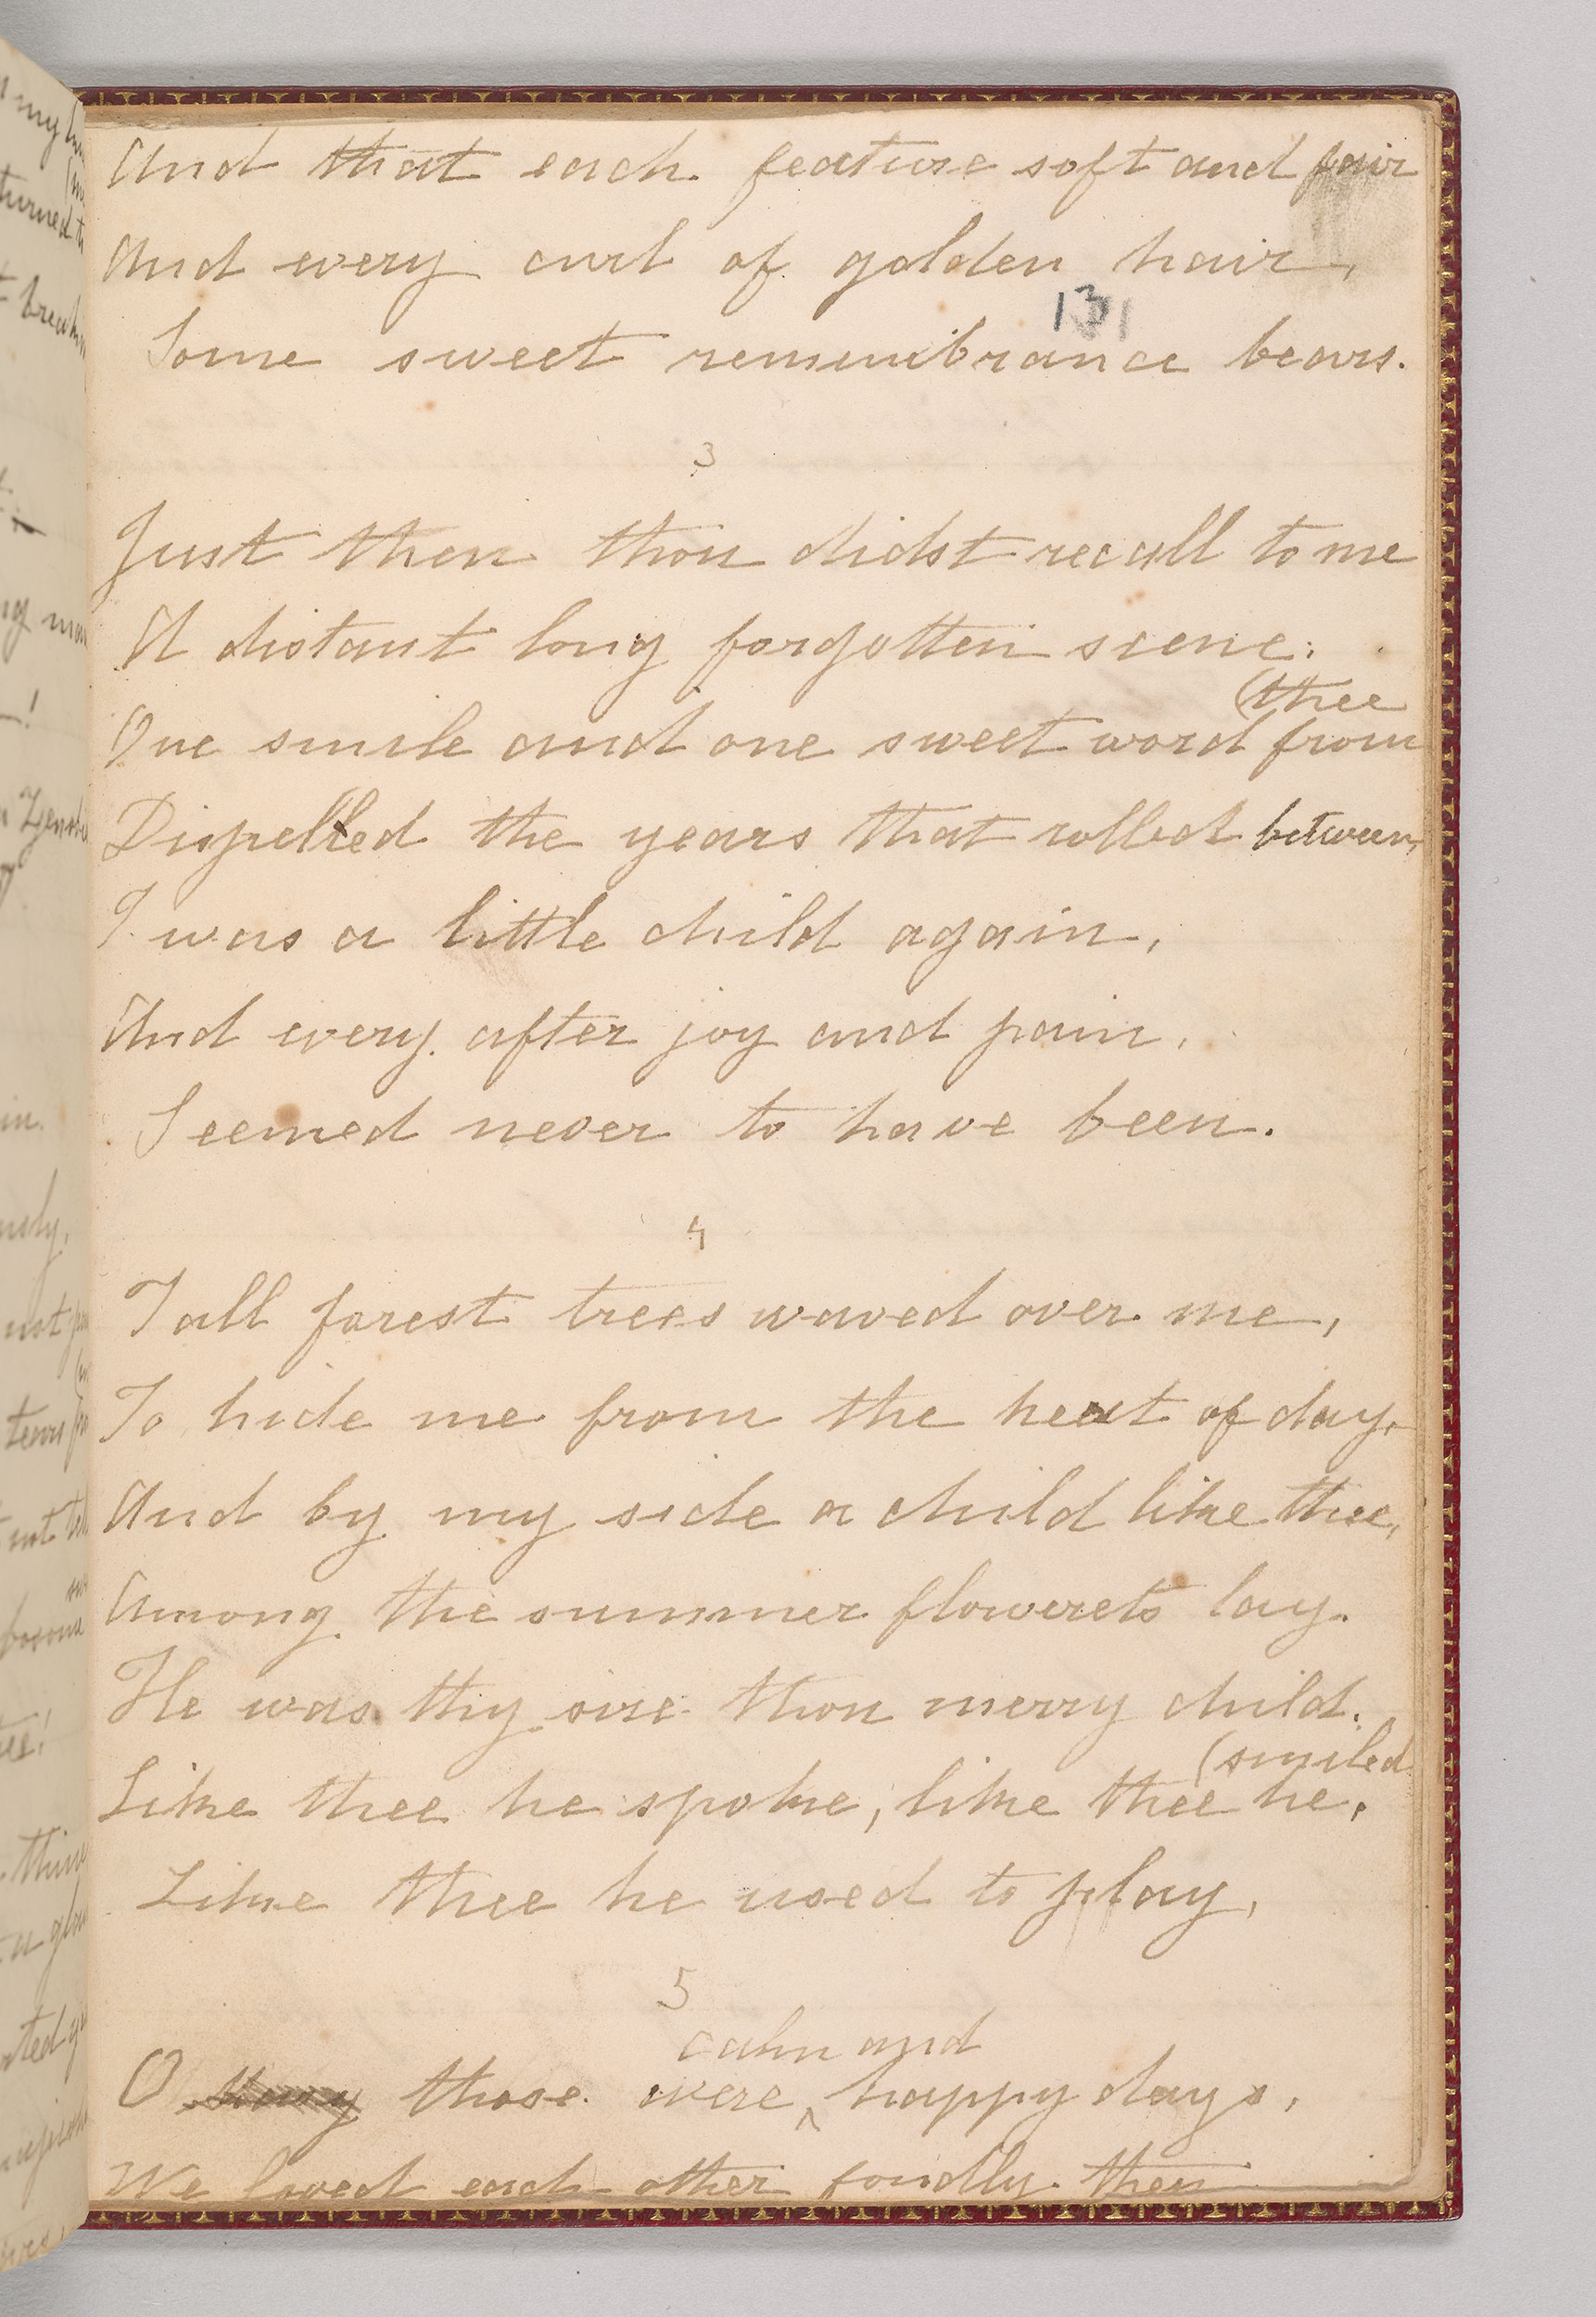 And that each feature soft and fair
And every curl of golden hair,
131
Some sweet remembrance bears.
3
Just then thou didst recall to me
A distant long forgotten scene.
(thee
One smile and one sweet word from
Dispelled the years that rolled between,
I was a little child again,
And every after joy and pain,
Seemed never to have been.
4
Tall forest trees waved over me,
To hide me from the heat of day,
And by my side a child like thee,
Among the summer flowerets lay.
He was thy sire thou merry child.
(smiled
Like thee he spoke, like thee he,
Like thee he used to play,
5
calm and
O those were ^ happy days,
We loved each other fondly then